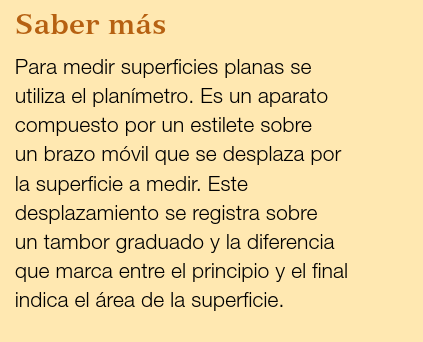 Saber más
Para medir superficies planas se
utiliza el planímetro. Es un aparato
compuesto por un estilete sobre
un brazo móvil que se desplaza por
la superficie a medir. Este
desplazamiento se registra sobre
un tambor graduado y la diferencia
que marca entre el principio y el final
indica el área de la superficie.